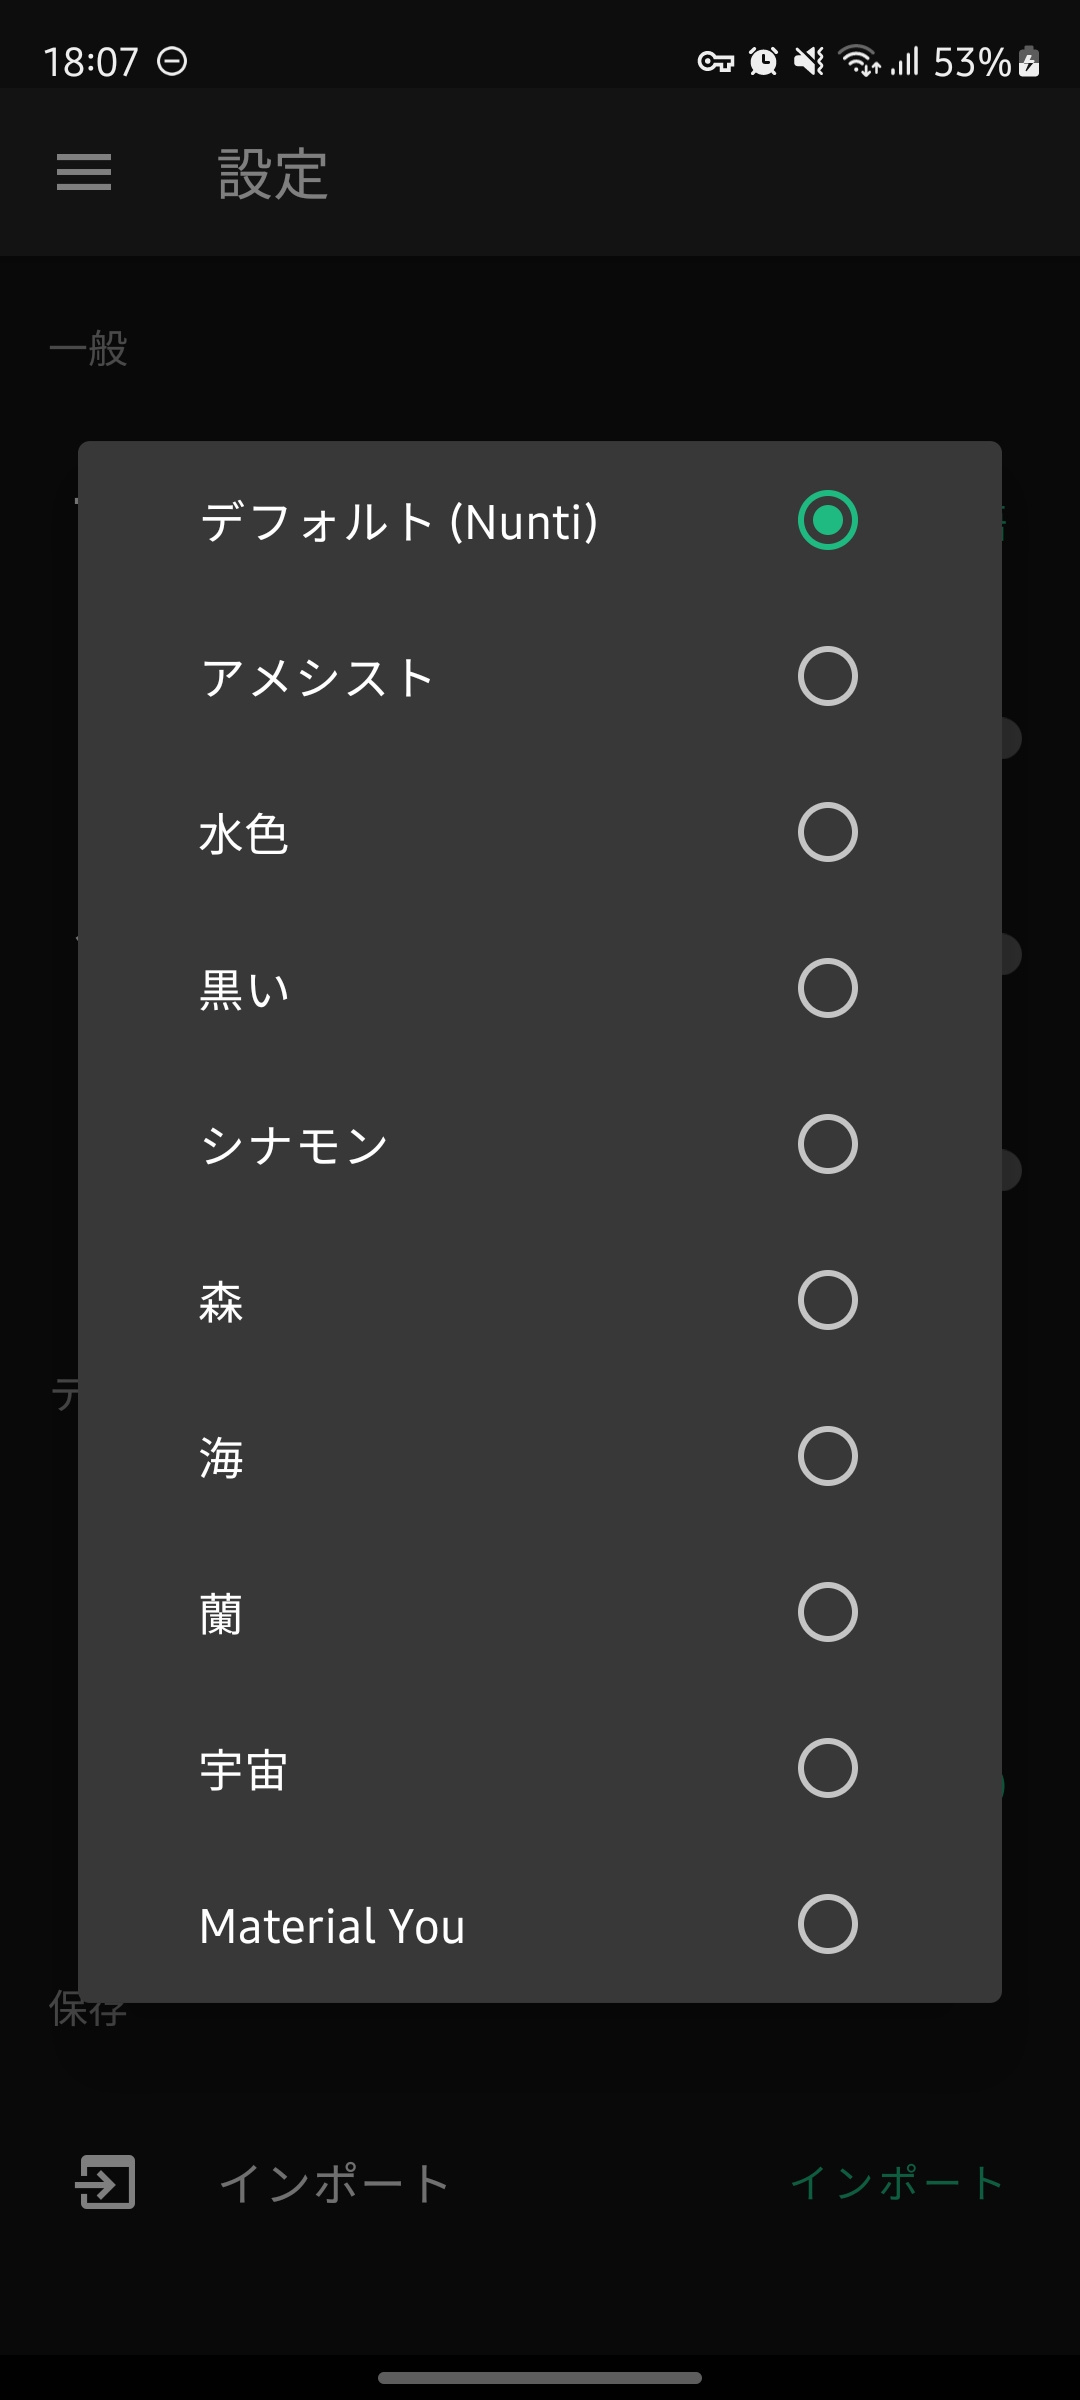 18:07
53%
設定
一般
デフォルト (Nunti)
アメシスト
水色
黒い
シナモン
森
海
蘭
宇宙
Material You
保存
インポート
インポート